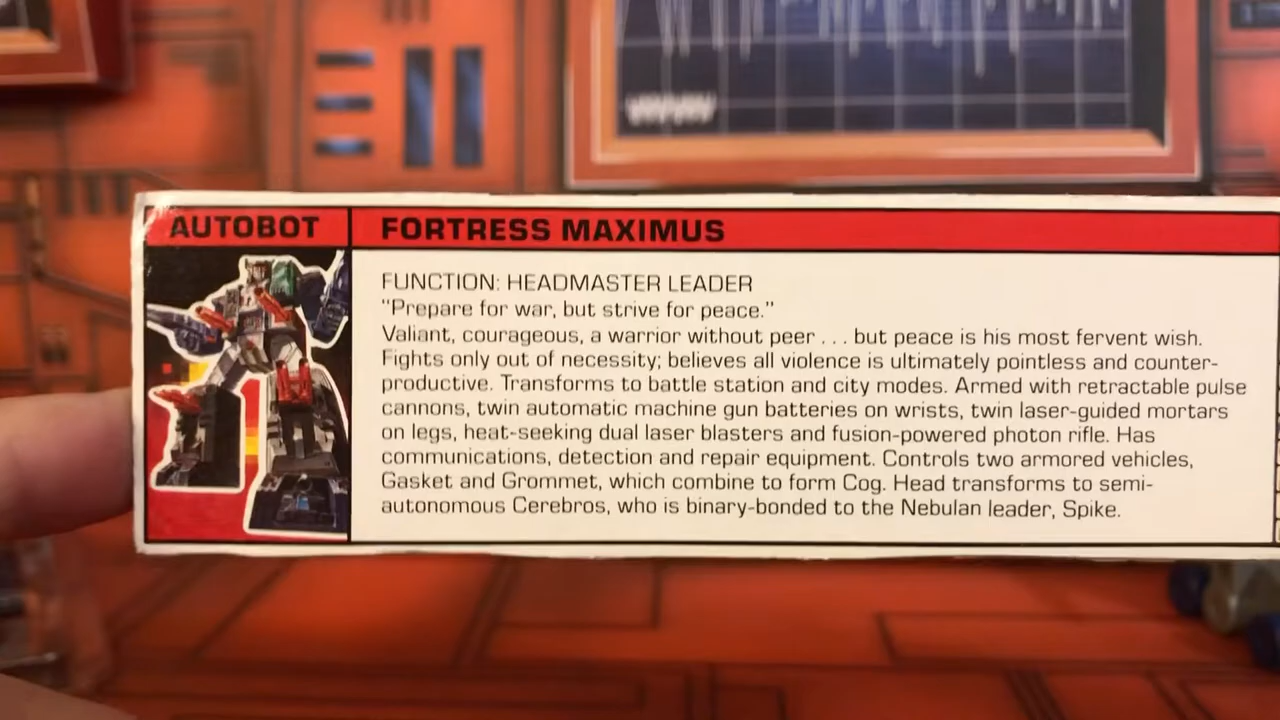 AUTOBOT
FORTRESS MAXIMUS
FUNCTION: HEADMASTER LEADER
"Prepare for war, but strive for peace."
Valiant, courageous, a warrior without peer . . . but peace is his most fervent wish.
Fights only out of necessity; believes all violence is ultimately pointless and counter-
productive. Transforms to battle station and city modes. Armed with retractable pulse
cannons, twin automatic machine gun batteries on wrists, twin laser-guided mortars
on legs, heat-seeking dual laser blasters and fusion-powered photon rifle. Has
communications, detection and repair equipment. Controls two armored vehicles,
Gasket and Grommet, which combine to form Cog. Head transforms to semi-
autonomous Cerebros, who is binary-bonded to the Nebulan leader, Spike.